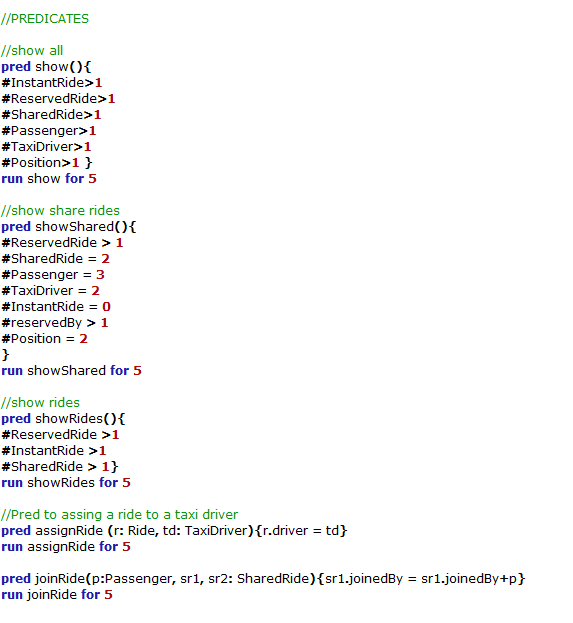 //PREDICATES
//show all
pred show(){
#InstantRide>1
#ReservedRide>1
#SharedRide>1
#Passenger>1
#TaxiDriver>1
#Position>1 }
run show for 5
//show share rides
pred showShared(){
#ReservedRide > 1
#SharedRide = 2
#Passenger = 3
#TaxiDriver = 2
#InstantRide = 0
#reservedBy > 1
#Position = 2
}
run showShared for 5
//show rides
pred showRides(){
#ReservedRide >1
#InstantRide >1
#SharedRide > 1}
run showRides for 5
//Pred to assing a ride to a taxi driver
pred assignRide (r: Ride, td: TaxiDriver){r.driver = td}
run assignRide for 5
pred joinRide(p:Passenger, sr1, sr2: SharedRide){sr1.joinedBy = sr1.joinedBy+p}
run joinRide for 5